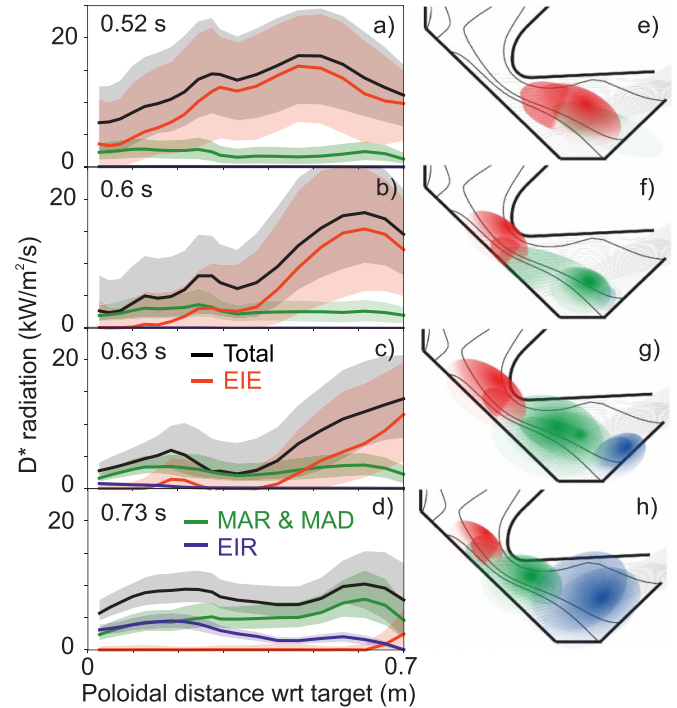 20
0.52 s
a)
e)
0
20
0.6 s
b)
f)
0
D* radiation (kW/m²/s)
20
0.63 s
c)
g)
Total
EIE
0
20
0.73 s
d)
h)
MAR & MAD
EIR
0
0
0.7
Poloidal distance wrt target (m)